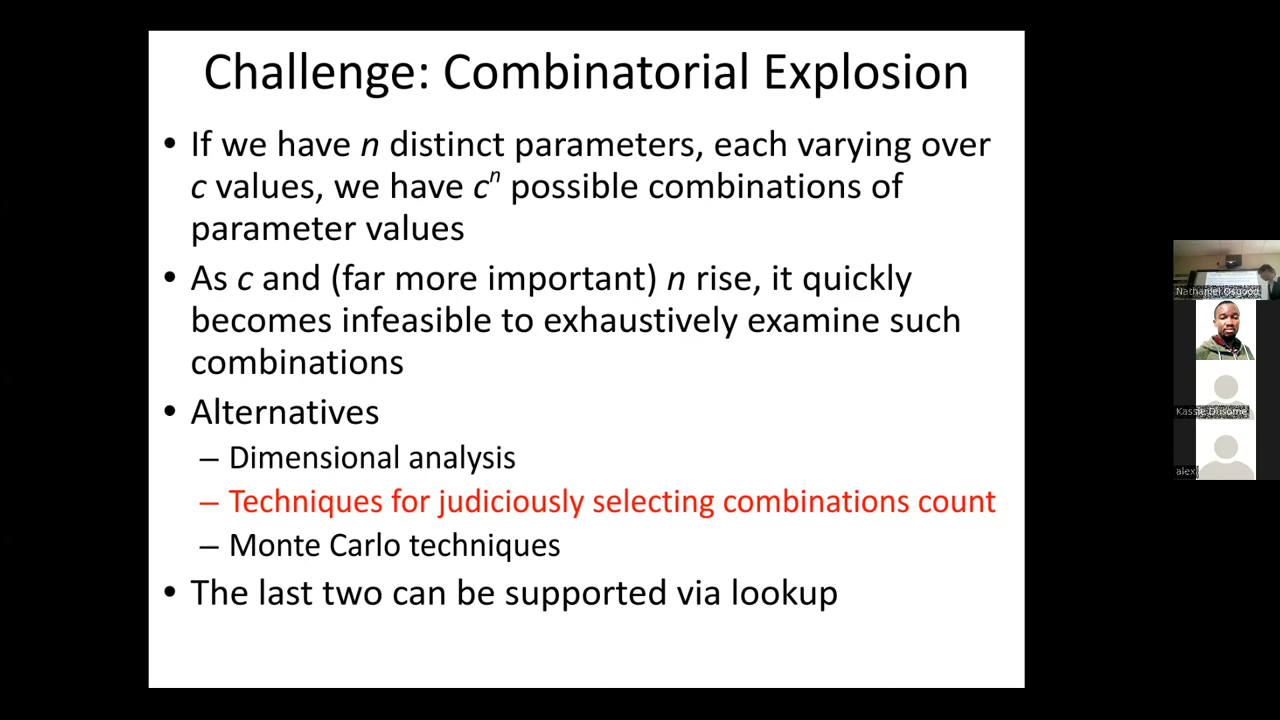 Challenge: Combinatorial Explosion
• If we have n distinct parameters, each varying over
c values, we have cⁿ possible combinations of
parameter values
• As c and (far more important) n rise, it quickly
becomes infeasible to exhaustively examine such
combinations
• Alternatives
– Dimensional analysis
– Techniques for judiciously selecting combinations count
– Monte Carlo techniques
• The last two can be supported via lookup
Nathaniel Osgood
Kassie Dusome
alex